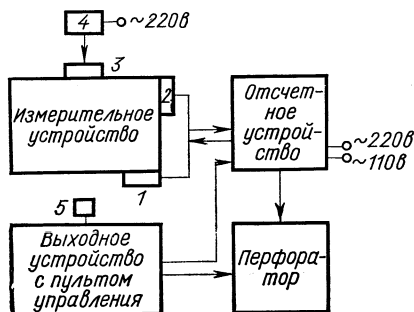 4
~220в
3
Измерительное
устройство
2
1
Отсчет-
ное
устрой-
ство
~220в
~110в
5
Выходное
устройство
с пультом
управления
Перфора-
тор